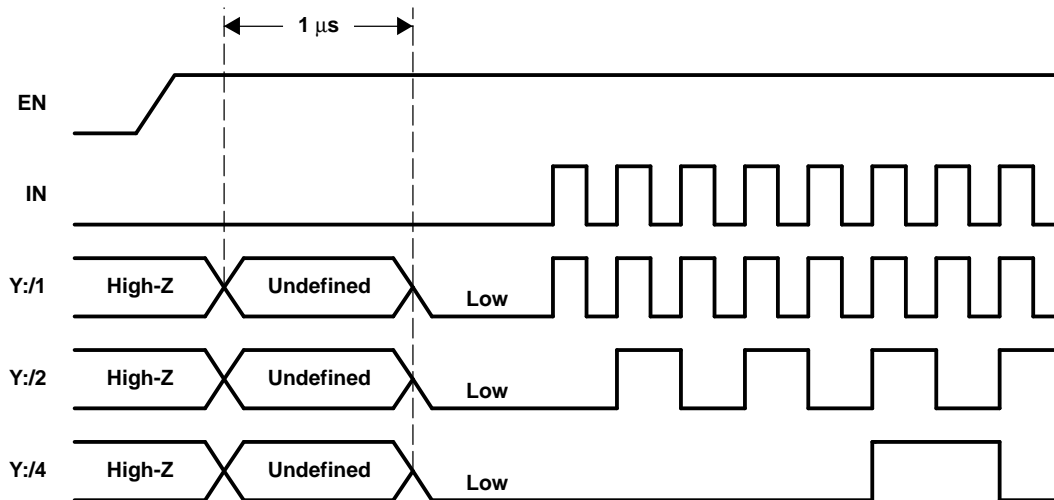 1 μs
EN
IN
Y:/1 High-Z Undefined Low
Y:/2 High-Z Undefined Low
Y:/4 High-Z Undefined Low